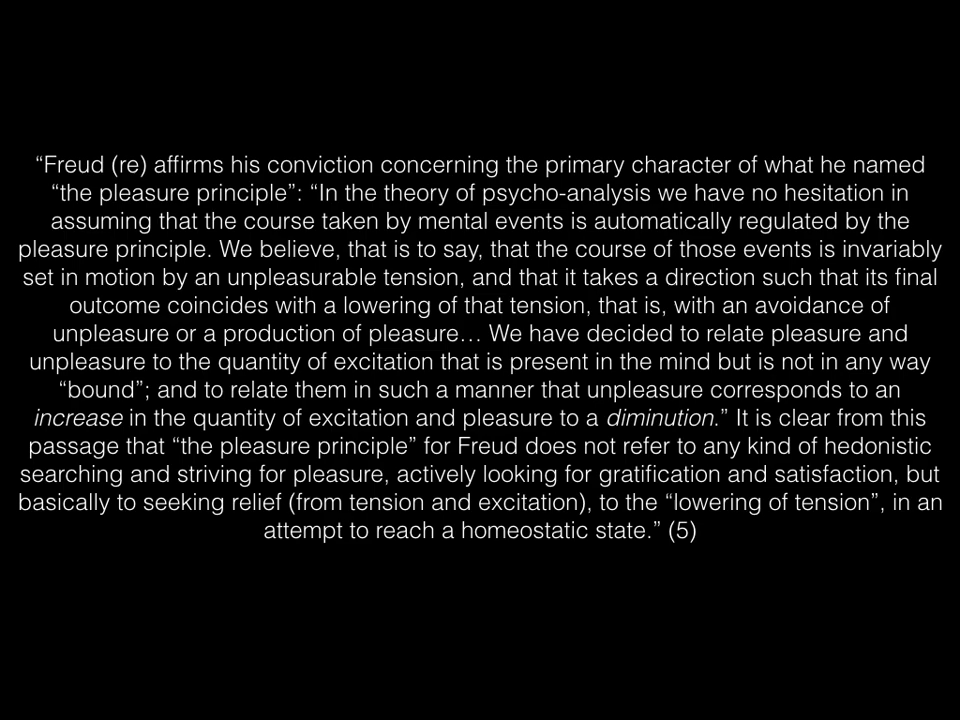 “Freud (re) affirms his conviction concerning the primary character of what he named
“the pleasure principle”: “In the theory of psycho-analysis we have no hesitation in
assuming that the course taken by mental events is automatically regulated by the
pleasure principle. We believe, that is to say, that the course of those events is invariably
set in motion by an unpleasurable tension, and that it takes a direction such that its final
outcome coincides with a lowering of that tension, that is, with an avoidance of
unpleasure or a production of pleasure… We have decided to relate pleasure and
unpleasure to the quantity of excitation that is present in the mind but is not in any way
“bound”; and to relate them in such a manner that unpleasure corresponds to an
increase in the quantity of excitation and pleasure to a diminution.” It is clear from this
passage that “the pleasure principle” for Freud does not refer to any kind of hedonistic
searching and striving for pleasure, actively looking for gratification and satisfaction, but
basically to seeking relief (from tension and excitation), to the “lowering of tension”, in an
attempt to reach a homeostatic state.” (5)